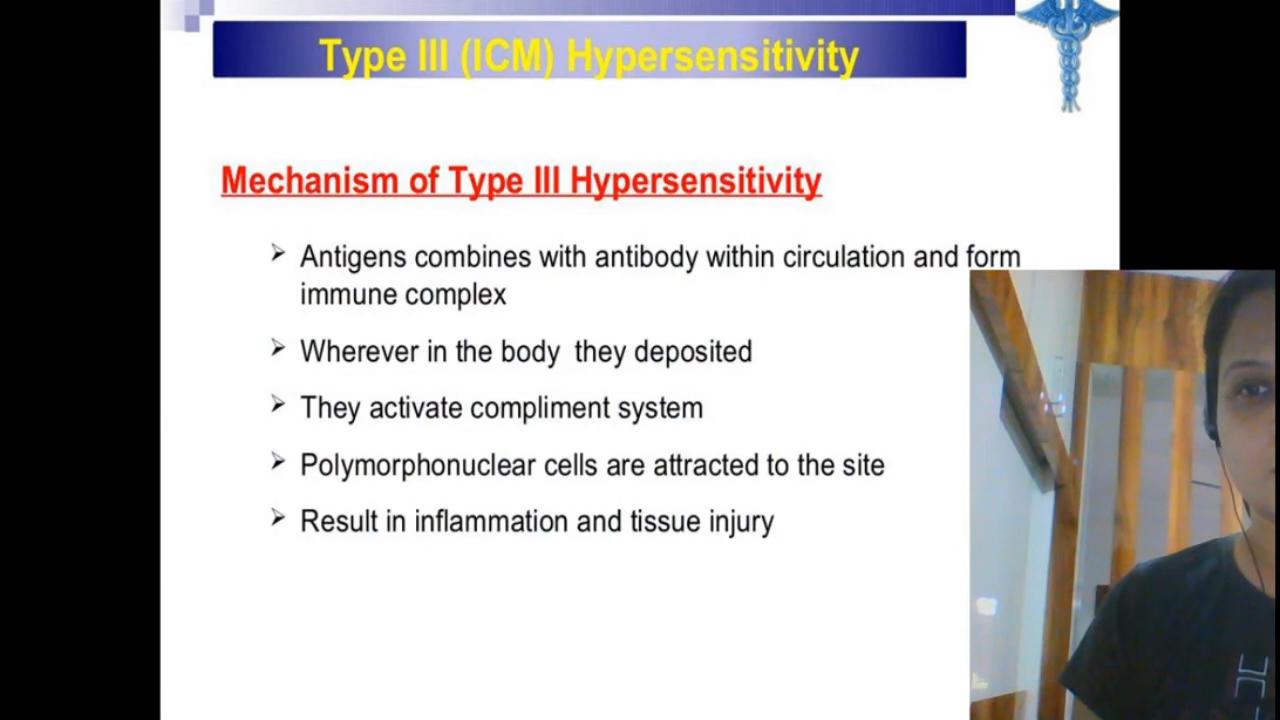 Type III (ICM) Hypersensitivity
Mechanism of Type III Hypersensitivity
Antigens combines with antibody within circulation and form
immune complex
Wherever in the body they deposited
They activate compliment system
Polymorphonuclear cells are attracted to the site
Result in inflammation and tissue injury